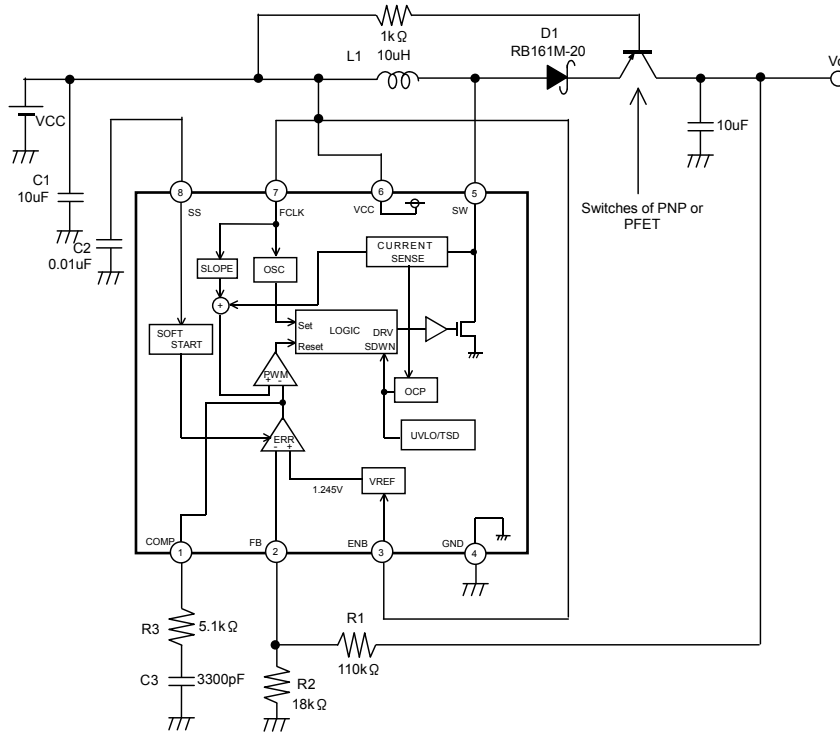 1kΩ
D1
RB161M-20
L1
10uH
VCC
C1
10uF
10uF
C2
0.01uF
Switches of PNP or
PFET
8
7
6
5
SS
FCLK
VCC
SW
SLOPE
OSC
CURRENT
SENSE
+
Set
LOGIC
DRV
Reset
SDWN
SOFT
START
PWM
+ -
OCP
ERR
- +
UVLO/TSD
1.245V
VREF
COMP
FB
ENB
GND
1
2
3
4
R3
5.1kΩ
R1
110kΩ
C3
3300pF
R2
18kΩ